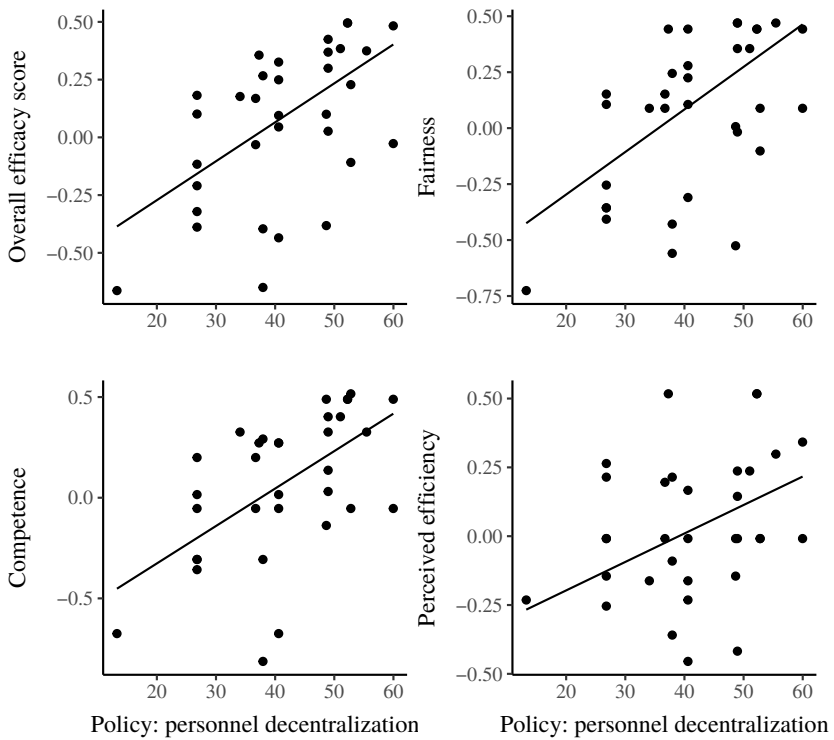 Overall efficacy score
0.50
0.25
0.00
−0.25
−0.50
20 30 40 50 60
Fairness
0.50
0.25
0.00
−0.25
−0.50
−0.75
20 30 40 50 60
Competence
0.5
0.0
−0.5
20 30 40 50 60
Policy: personnel decentralization
Perceived efficiency
0.50
0.25
0.00
−0.25
−0.50
20 30 40 50 60
Policy: personnel decentralization